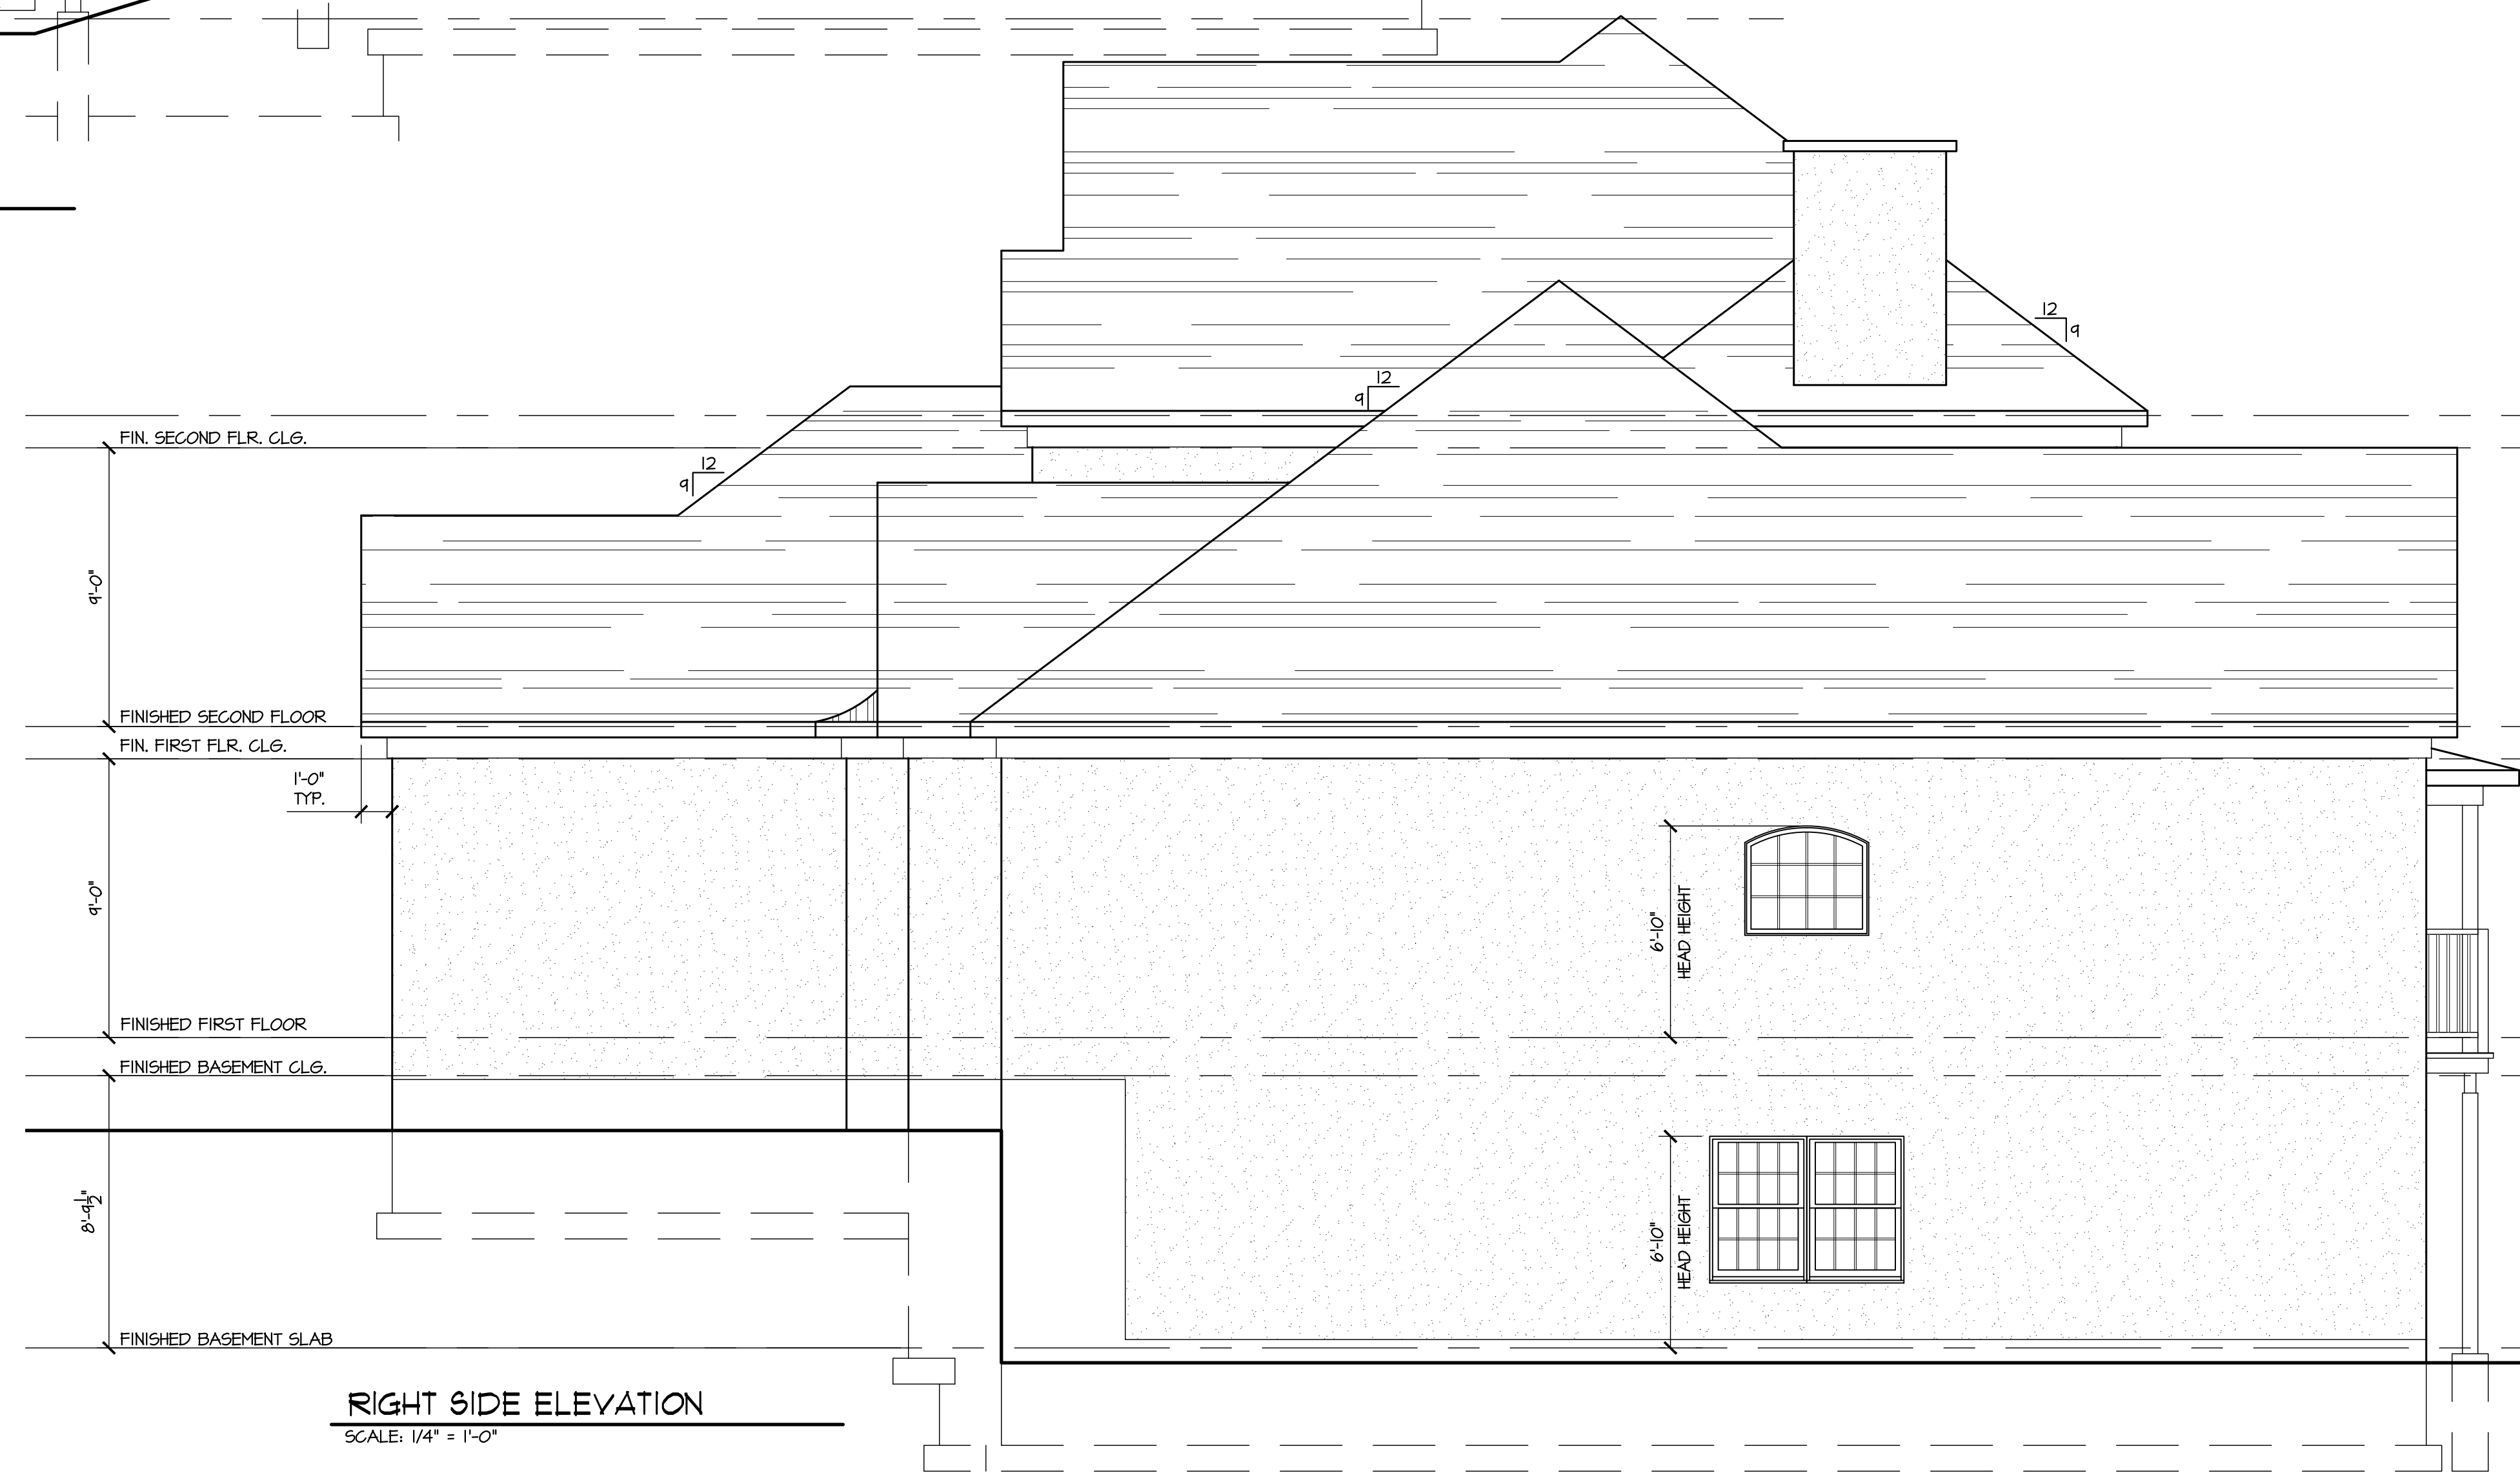 12
9
12
9
FIN. SECOND FLR. CLG.
12
9
9'-0"
FINISHED SECOND FLOOR
FIN. FIRST FLR. CLG.
1'-0"
TYP.
9'-0"
6'-10"
HEAD HEIGHT
FINISHED FIRST FLOOR
FINISHED BASEMENT CLG.
8'-9 1/2"
6'-10"
HEAD HEIGHT
FINISHED BASEMENT SLAB
RIGHT SIDE ELEVATION
SCALE: 1/4" = 1'-0"